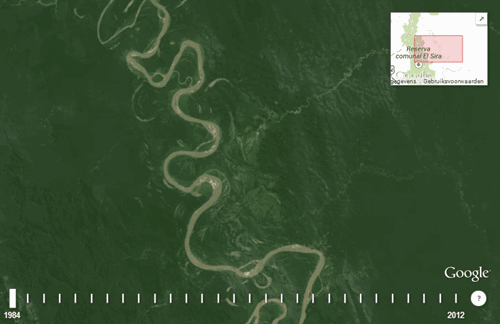 Reserva
comunal El Sira
gegevens
Gebruiksvoorwaarden
Google
?
1984
2012